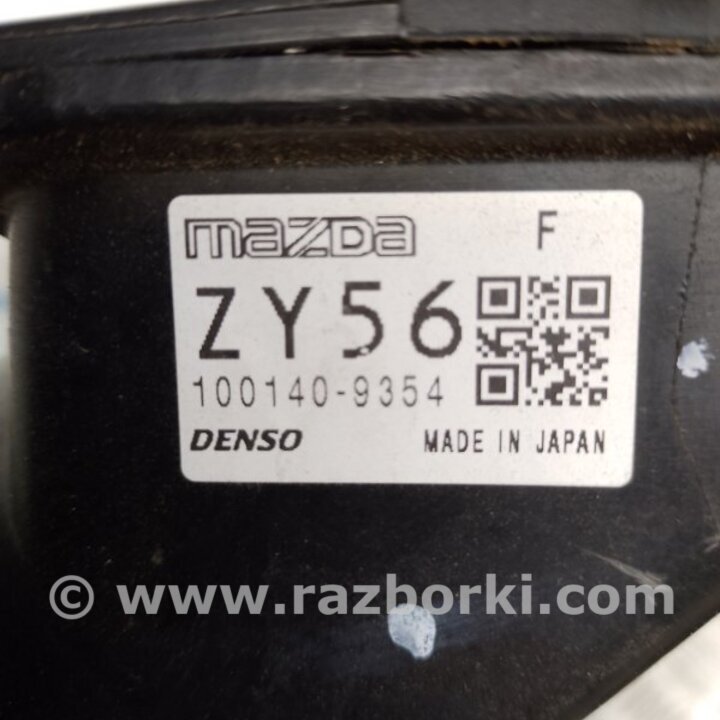 mazda F
ZY56
100140-9354
DENSO MADE IN JAPAN
© www.razborki.com